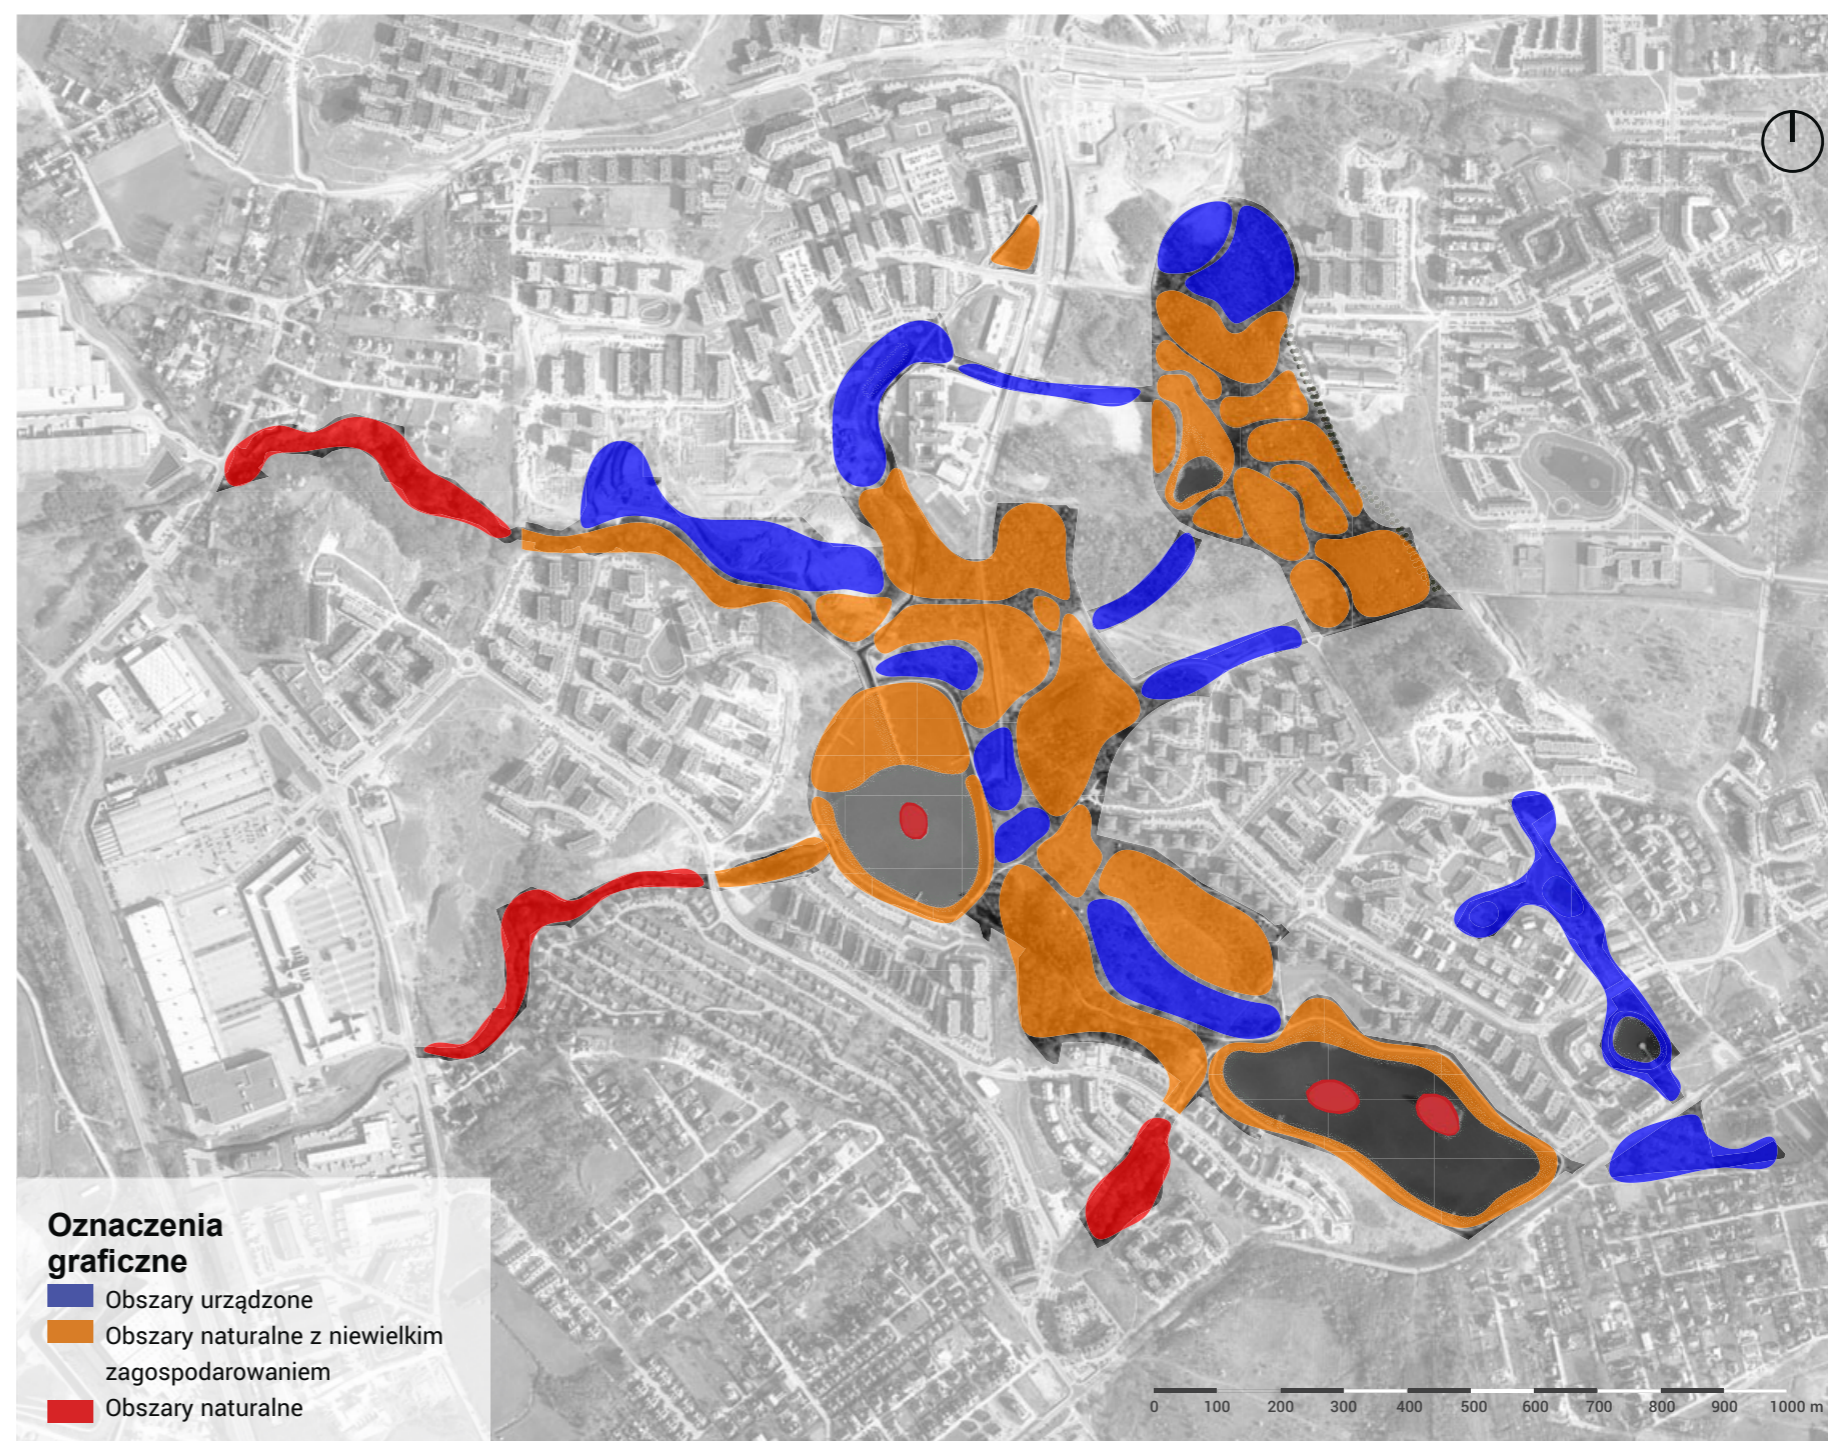 Oznaczenia
graficzne
Obszary urządzone
Obszary naturalne z niewielkim
zagospodarowaniem
Obszary naturalne
0 100 200 300 400 500 600 700 800 900 1000 m